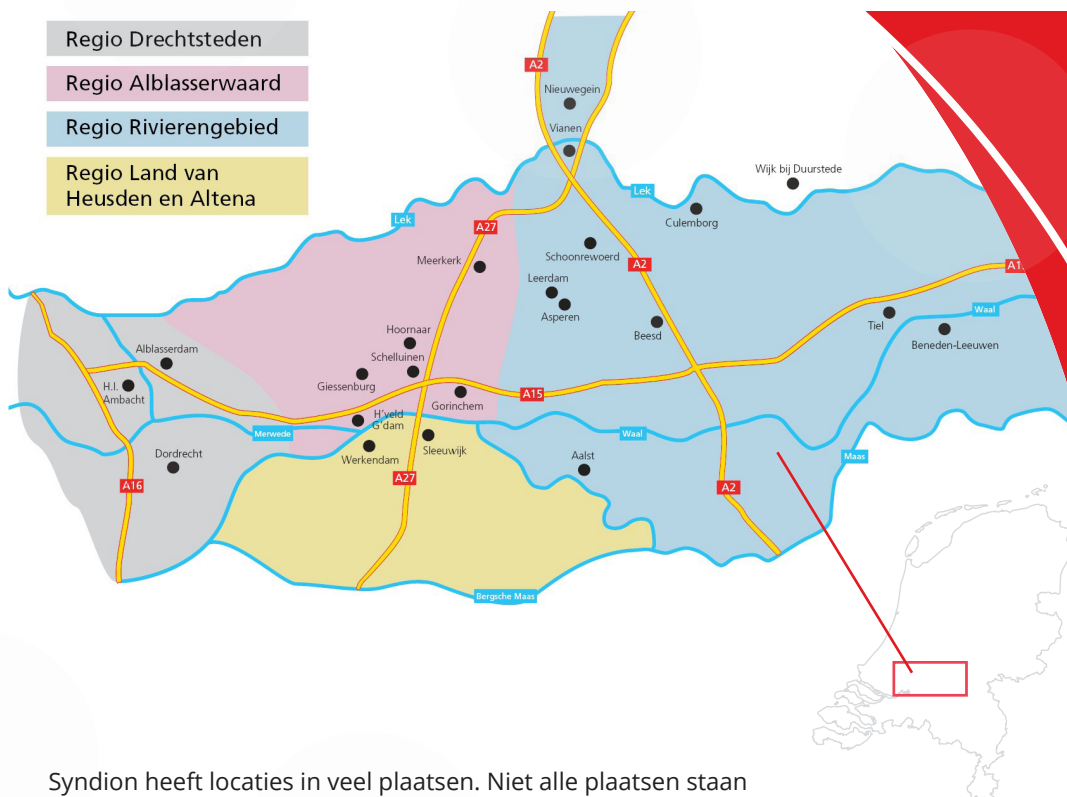 Regio Drechtsteden
Regio Alblasserwaard
Regio Rivierengebied
Regio Land van
Heusden en Altena
A2
Nieuwegein
Vianen
Wijk bij Duurstede
Lek
Culemborg
Lek
A27
Schoonrewoerd
Meerkerk
A2
Leerdam
Asperen
Beesd
Tiel
Waal
Beneden-Leeuwen
Hoornaar
Schelluinen
Alblasserdam
Giessenburg
H.I.
Ambacht
A15
Gorinchem
H'veld
G'dam
Merwede
Waal
Sleeuwijk
Werkendam
Dordrecht
Aalst
Maas
A16
A27
A2
Bergsche Maas
Syndion heeft locaties in veel plaatsen. Niet alle plaatsen staan